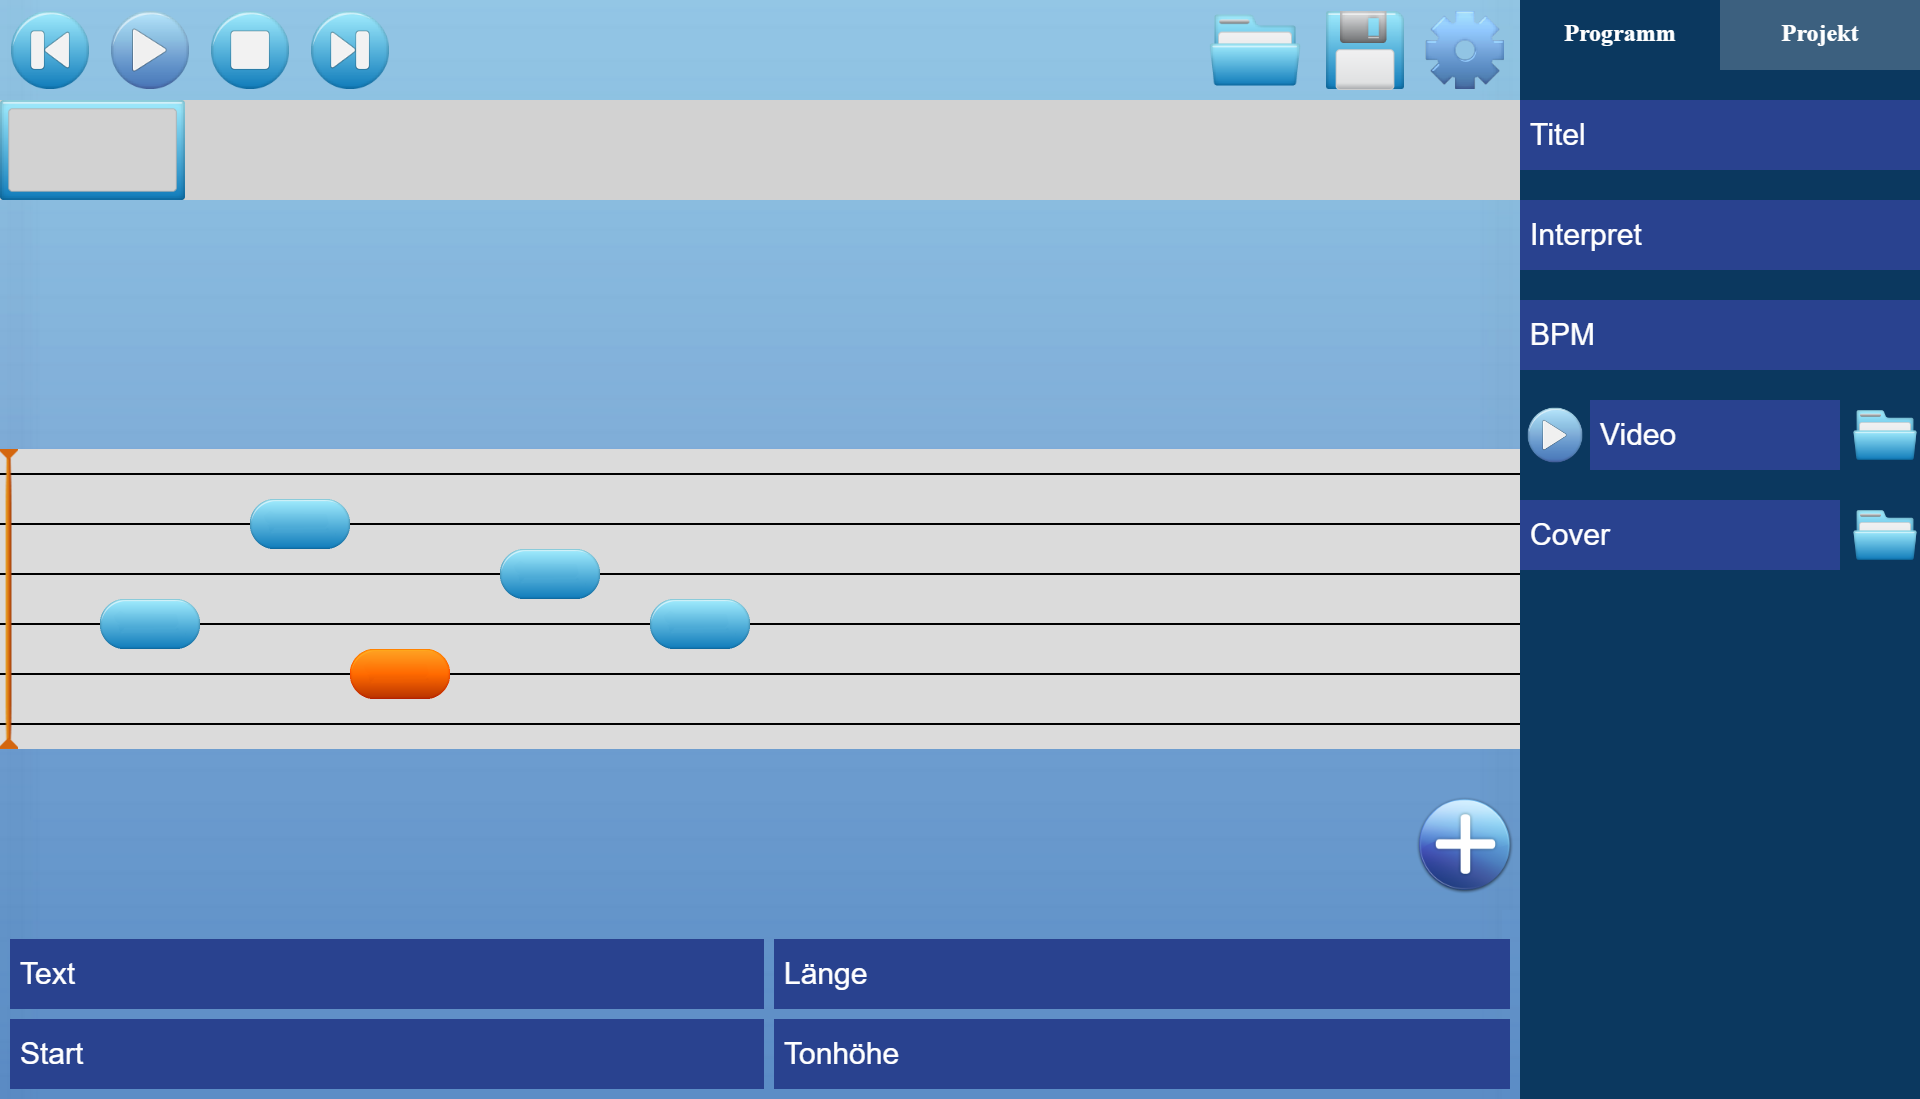 Programm
Projekt
Titel
Interpret
BPM
Video
Cover
Text
Länge
Start
Tonhöhe